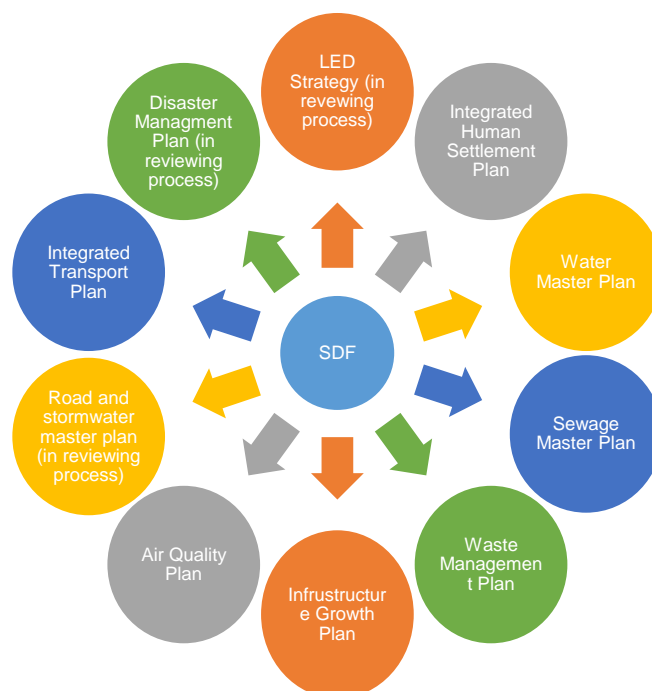 LED
Strategy (in
revewing
process)
Integrated
Human
Settlement
Plan
Water
Master Plan
Sewage
Master Plan
Waste
Managemen
t Plan
Infrustructur
e Growth
Plan
Air Quality
Plan
Road and
stormwater
master plan
(in reviewing
process)
Integrated
Transport
Plan
Disaster
Managment
Plan (in
reviewing
process)
SDF